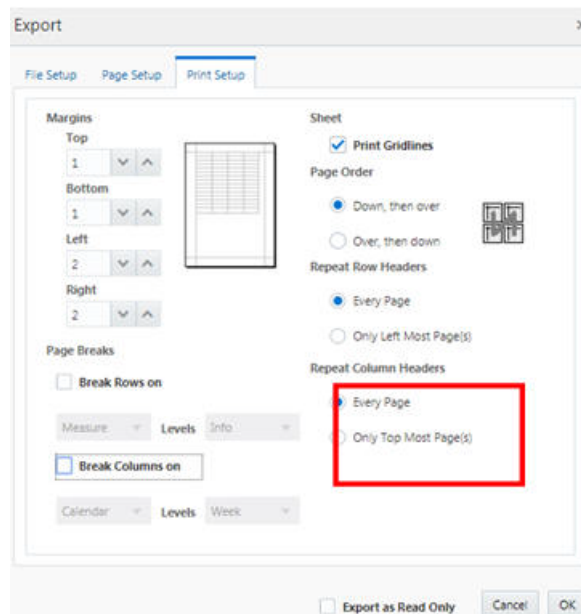 Export
File Setup Page Setup Print Setup
Margins
Top
1
Bottom
1
Left
2
Right
2
Page Breaks
Break Rows on
Measure Levels Info
Break Columns on
Calendar Levels Week
Sheet
Print Gridlines
Page Order
Down, then over
Over, then down
Repeat Row Headers
Every Page
Only Left Most Page(s)
Repeat Column Headers
Every Page
Only Top Most Page(s)
Export as Read Only Cancel OK